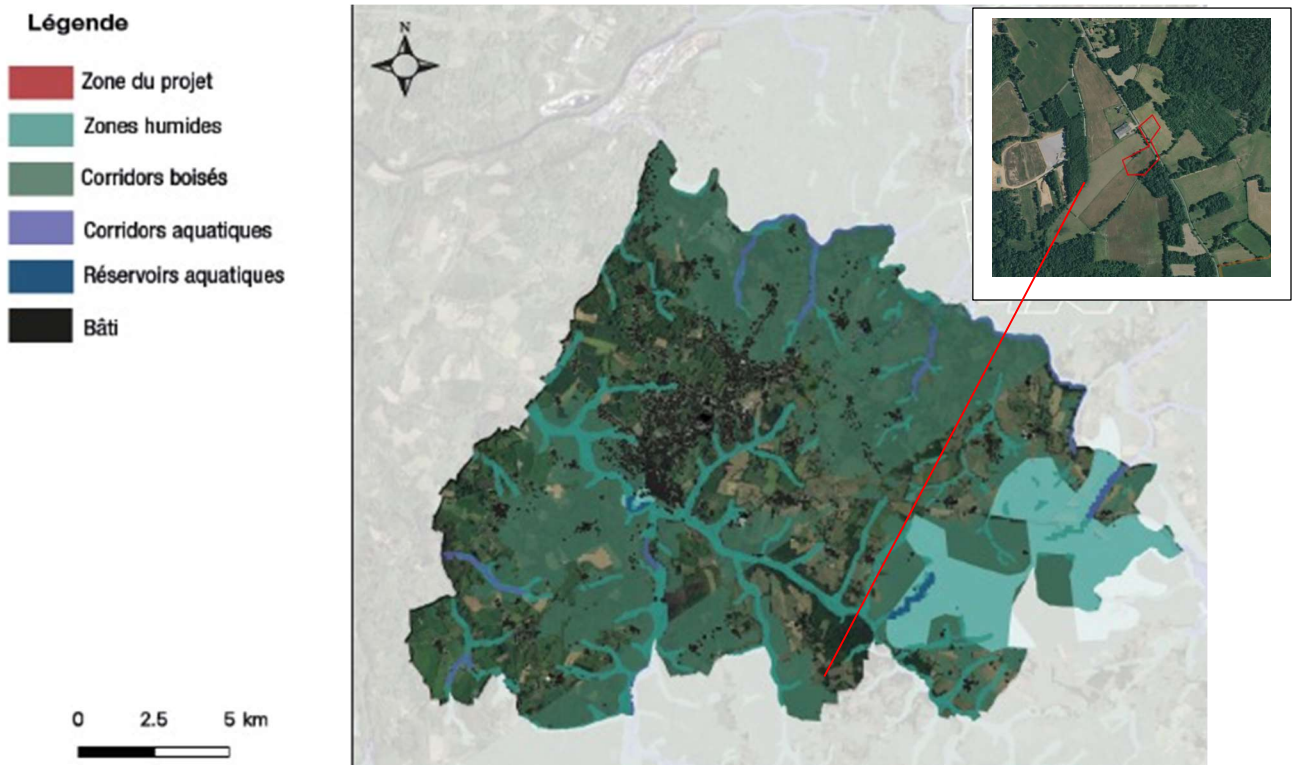 Légende
Zone du projet
Zones humides
Corridors boisés
Corridors aquatiques
Réservoirs aquatiques
Bâti
N
0 2.5 5 km